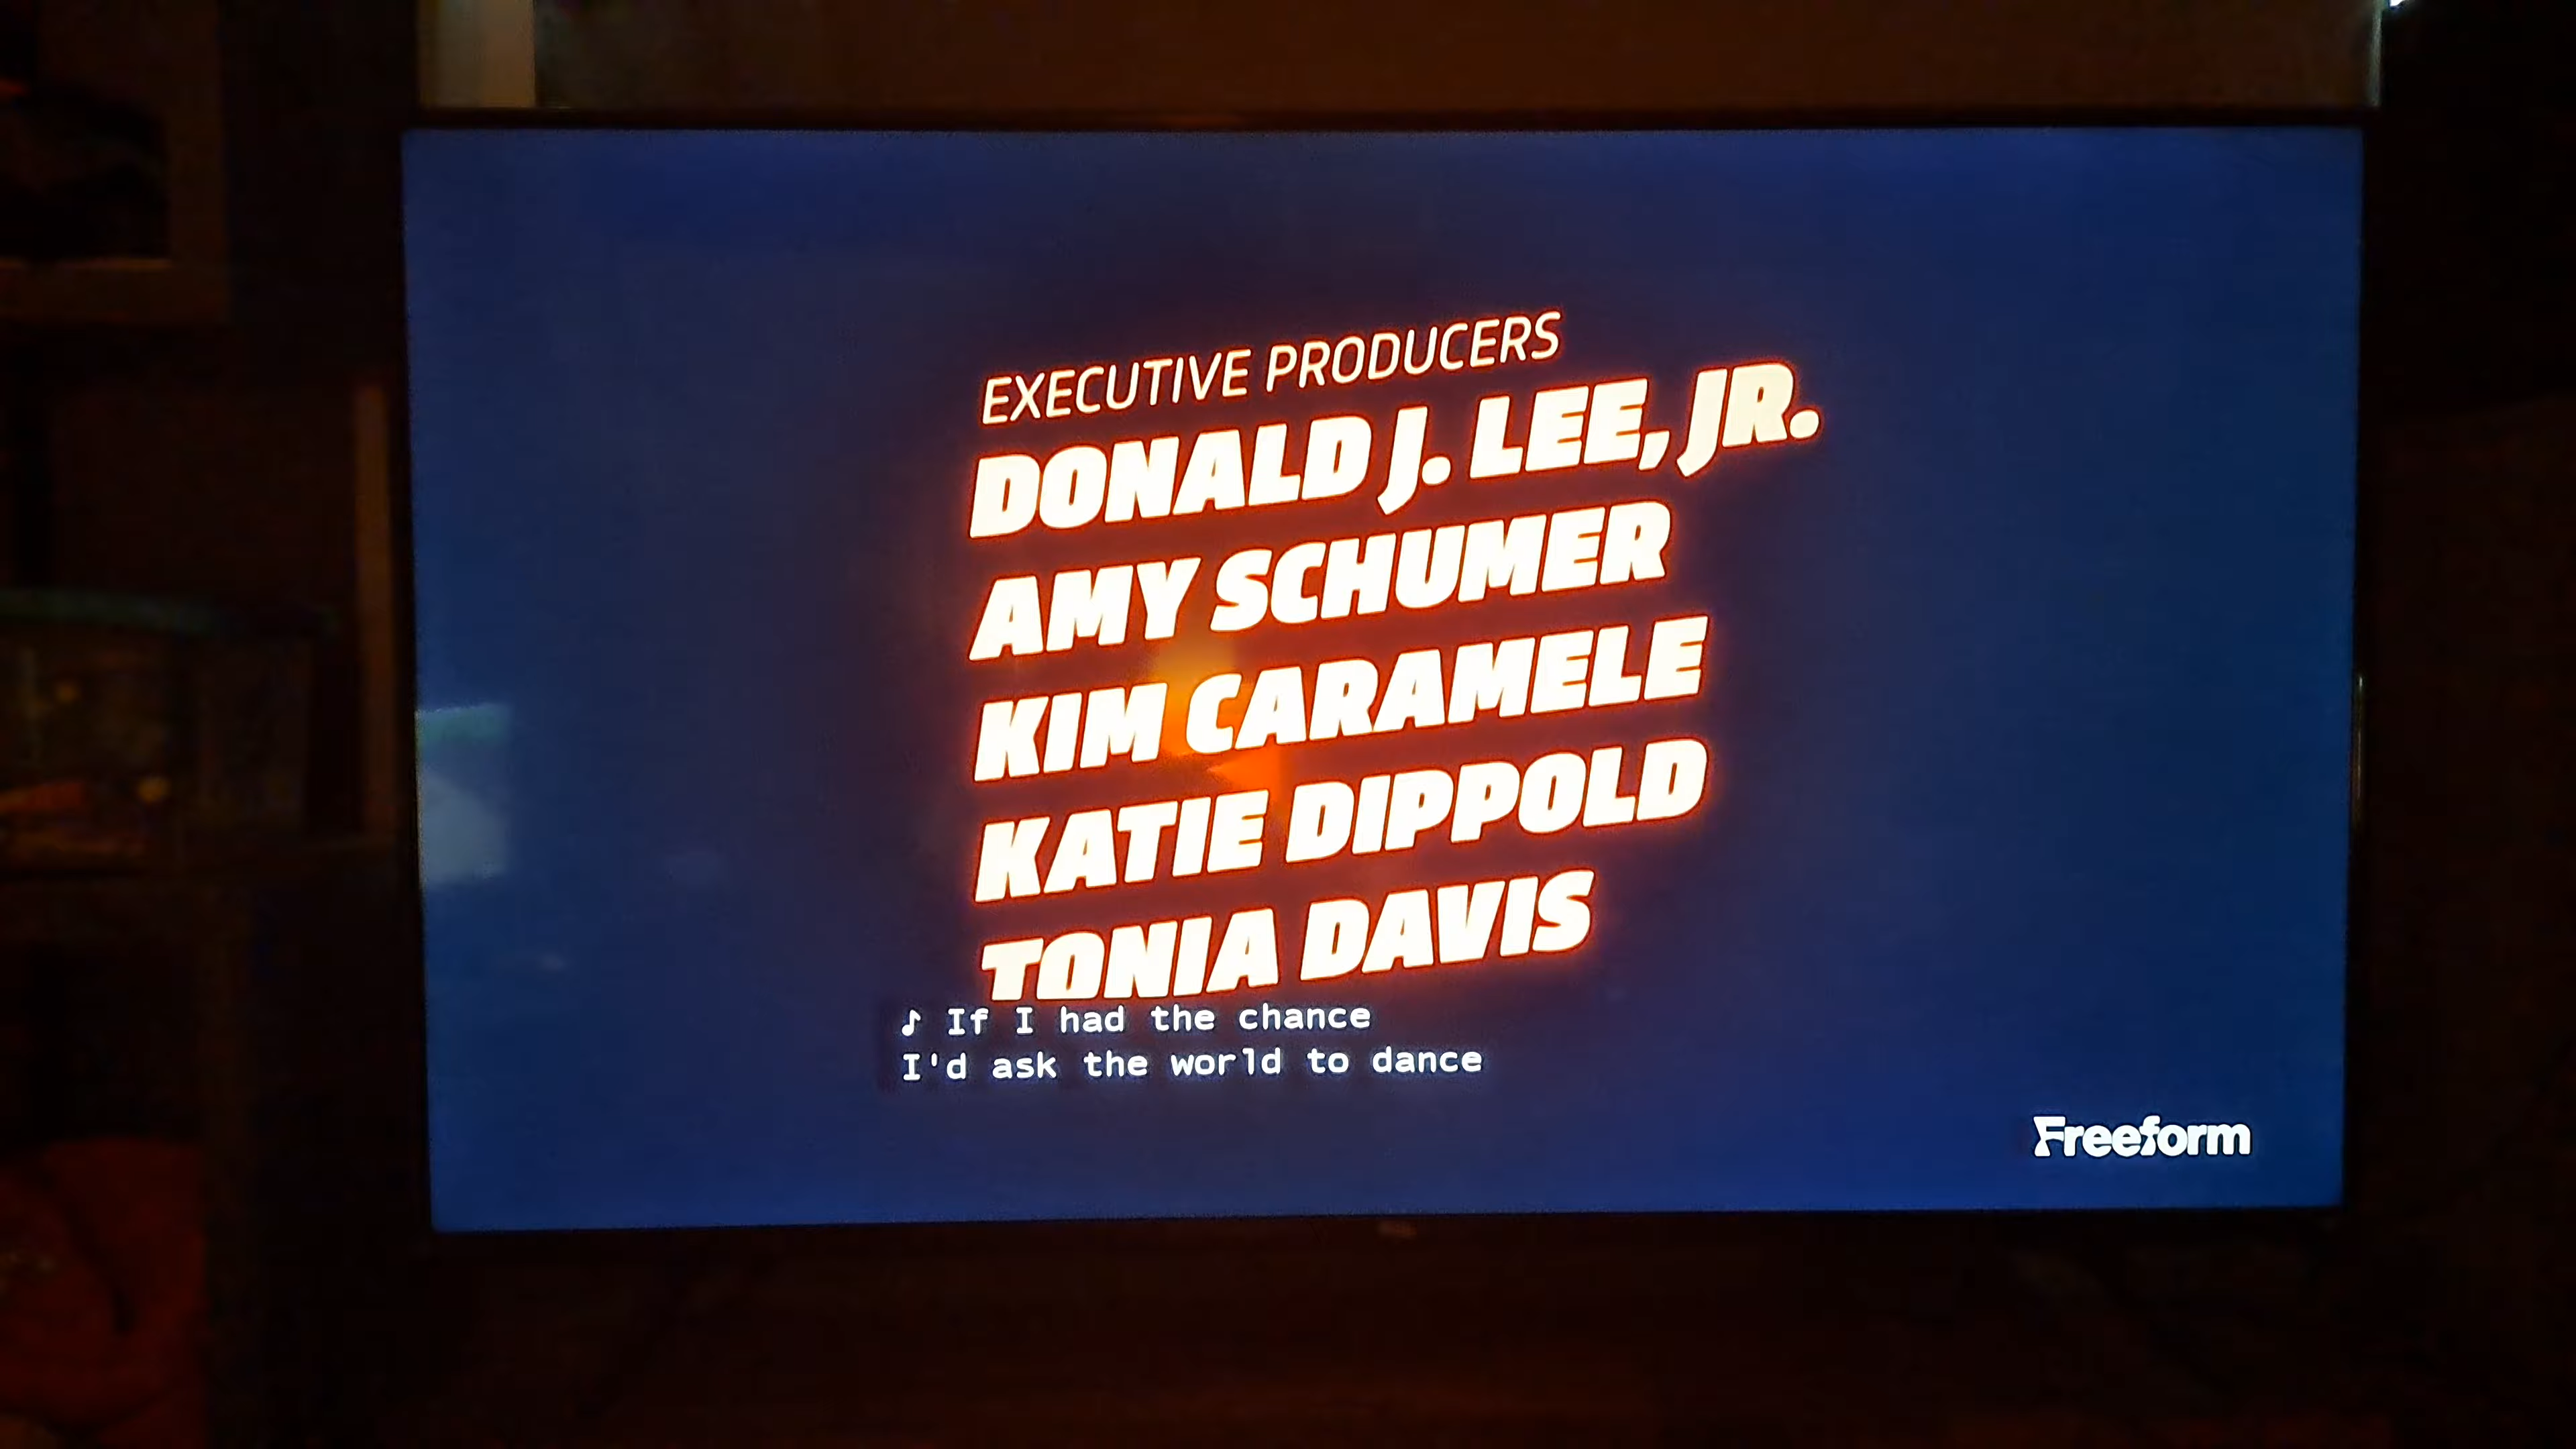 EXECUTIVE PRODUCERS
DONALD J. LEE, JR.
AMY SCHUMER
KIM CARAMELE
KATIE DIPPOLD
TONIA DAVIS
♪ If I had the chance
I'd ask the world to dance
Freeform